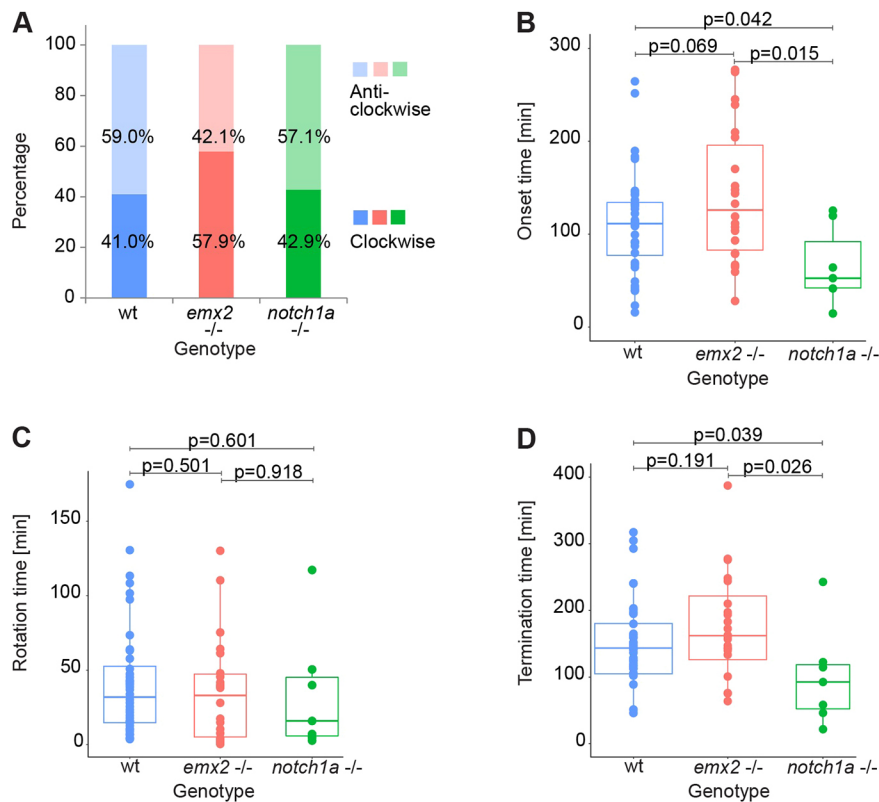 A
Percentage
100
80
60
40
20
0
59.0%
42.1%
57.1%
41.0%
57.9%
42.9%
wt
emx2
-/-
notch1a
-/-
Genotype
Anti-
clockwise
Clockwise
B
p=0.042
p=0.069
p=0.015
Onset time [min]
300
200
100
0
wt
emx2 -/-
notch1a -/-
Genotype
C
p=0.601
p=0.501
p=0.918
Rotation time [min]
150
100
50
0
wt
emx2 -/-
notch1a -/-
Genotype
D
p=0.039
p=0.191
p=0.026
Termination time [min]
400
300
200
100
0
wt
emx2 -/-
notch1a -/-
Genotype